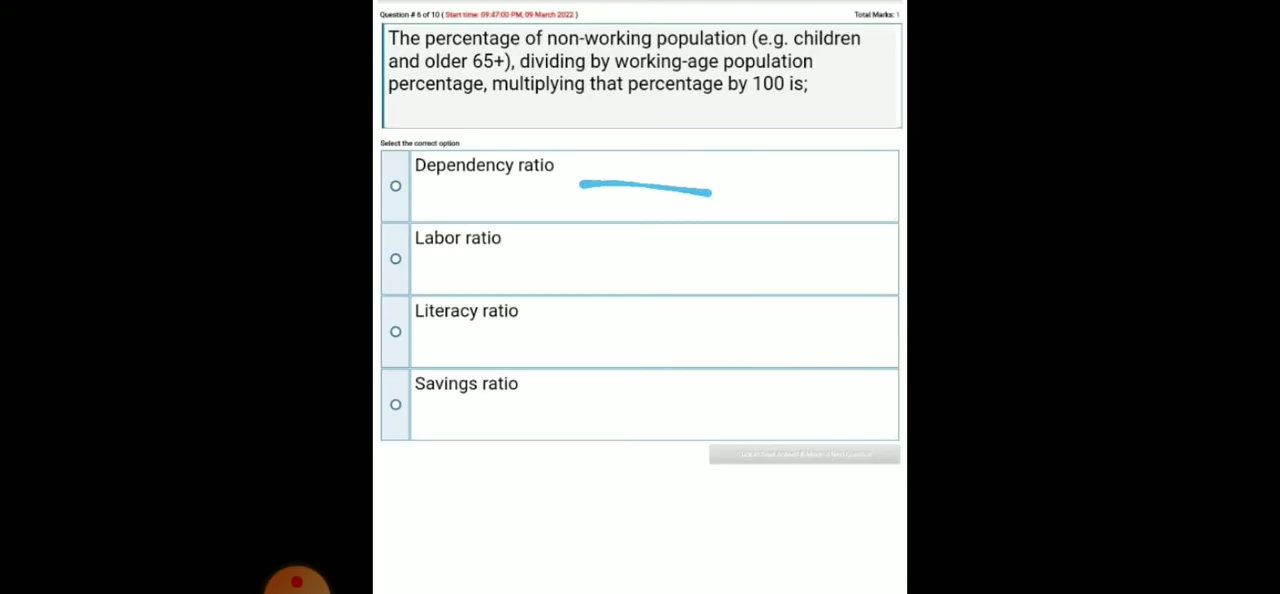 Question # 6 of 10 ( Start time: 09:47:00 PM, 09 March 2022 ) Total Marks: 1
The percentage of non-working population (e.g. children
and older 65+), dividing by working-age population
percentage, multiplying that percentage by 100 is;
Select the correct option
Dependency ratio
Labor ratio
Literacy ratio
Savings ratio